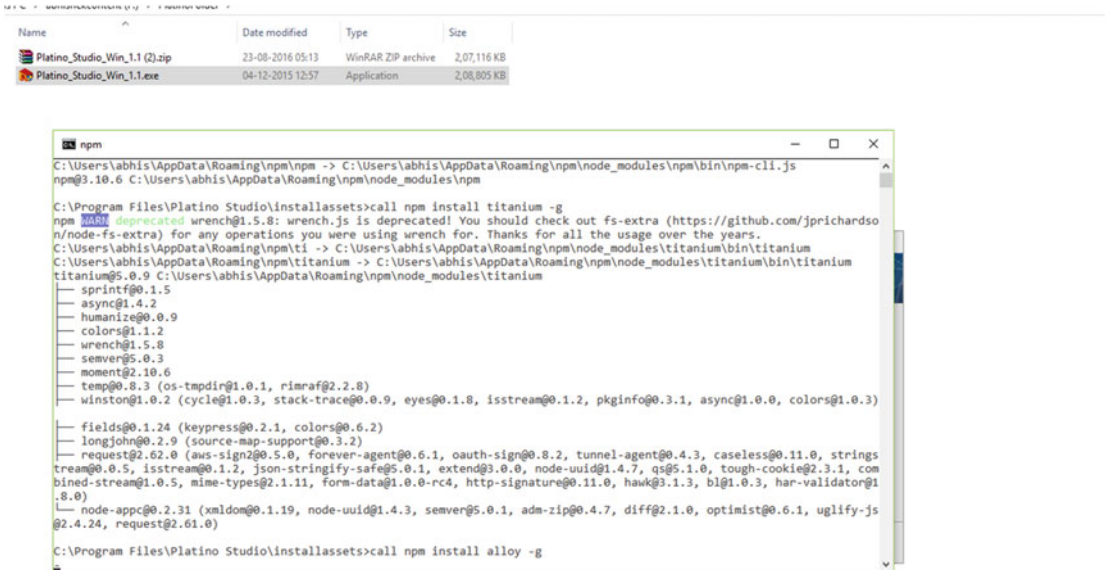 Name Date modified Type Size
Platino_Studio_Win_1.1 (2).zip 23-08-2016 05:13 WinRAR ZIP archive 2,07,116 KB
Platino_Studio_Win_1.1.exe 04-12-2015 12:57 Application 2,08,805 KB
npm
C:\Users\abhis\AppData\Roaming\npm\npm -> C:\Users\abhis\AppData\Roaming\npm\node_modules\npm\bin\npm-cli.js
npm@3.10.6 C:\Users\abhis\AppData\Roaming\npm\node_modules\npm
C:\Program Files\Platino Studio\installassets>call npm install titanium -g
npm WARN deprecated wrench@1.5.8: wrench.js is deprecated! You should check out fs-extra (https://github.com/jprichardso
n/node-fs-extra) for any operations you were using wrench for. Thanks for all the usage over the years.
C:\Users\abhis\AppData\Roaming\npm\ti -> C:\Users\abhis\AppData\Roaming\npm\node_modules\titanium\bin\titanium
C:\Users\abhis\AppData\Roaming\npm\titanium -> C:\Users\abhis\AppData\Roaming\npm\node_modules\titanium\bin\titanium
titanium@5.0.9 C:\Users\abhis\AppData\Roaming\npm\node_modules\titanium
├── sprintf@0.1.5
├── async@1.4.2
├── humanize@0.0.9
├── colors@1.1.2
├── wrench@1.5.8
├── semver@5.0.3
├── moment@2.10.6
├── temp@0.8.3 (os-tmpdir@1.0.1, rimraf@2.2.8)
├── winston@1.0.2 (cycle@1.0.3, stack-trace@0.0.9, eyes@0.1.8, isstream@0.1.2, pkginfo@0.3.1, async@1.0.0, colors@1.0.3)
├── fields@0.1.24 (keypress@0.2.1, colors@0.6.2)
├── longjohn@0.2.9 (source-map-support@0.3.2)
├── request@2.62.0 (aws-sign2@0.5.0, forever-agent@0.6.1, oauth-sign@0.8.2, tunnel-agent@0.4.3, caseless@0.11.0, strings
tream@0.0.5, isstream@0.1.2, json-stringify-safe@5.0.1, extend@3.0.0, node-uuid@1.4.7, qs@5.1.0, tough-cookie@2.3.1, com
bined-stream@1.0.5, mime-types@2.1.11, form-data@1.0.0-rc4, http-signature@0.11.0, hawk@3.1.3, bl@1.0.3, har-validator@1
.8.0)
└── node-appc@0.2.31 (xmldom@0.1.19, node-uuid@1.4.3, semver@5.0.1, adm-zip@0.4.7, diff@2.1.0, optimist@0.6.1, uglify-js
@2.4.24, request@2.61.0)
C:\Program Files\Platino Studio\installassets>call npm install alloy -g